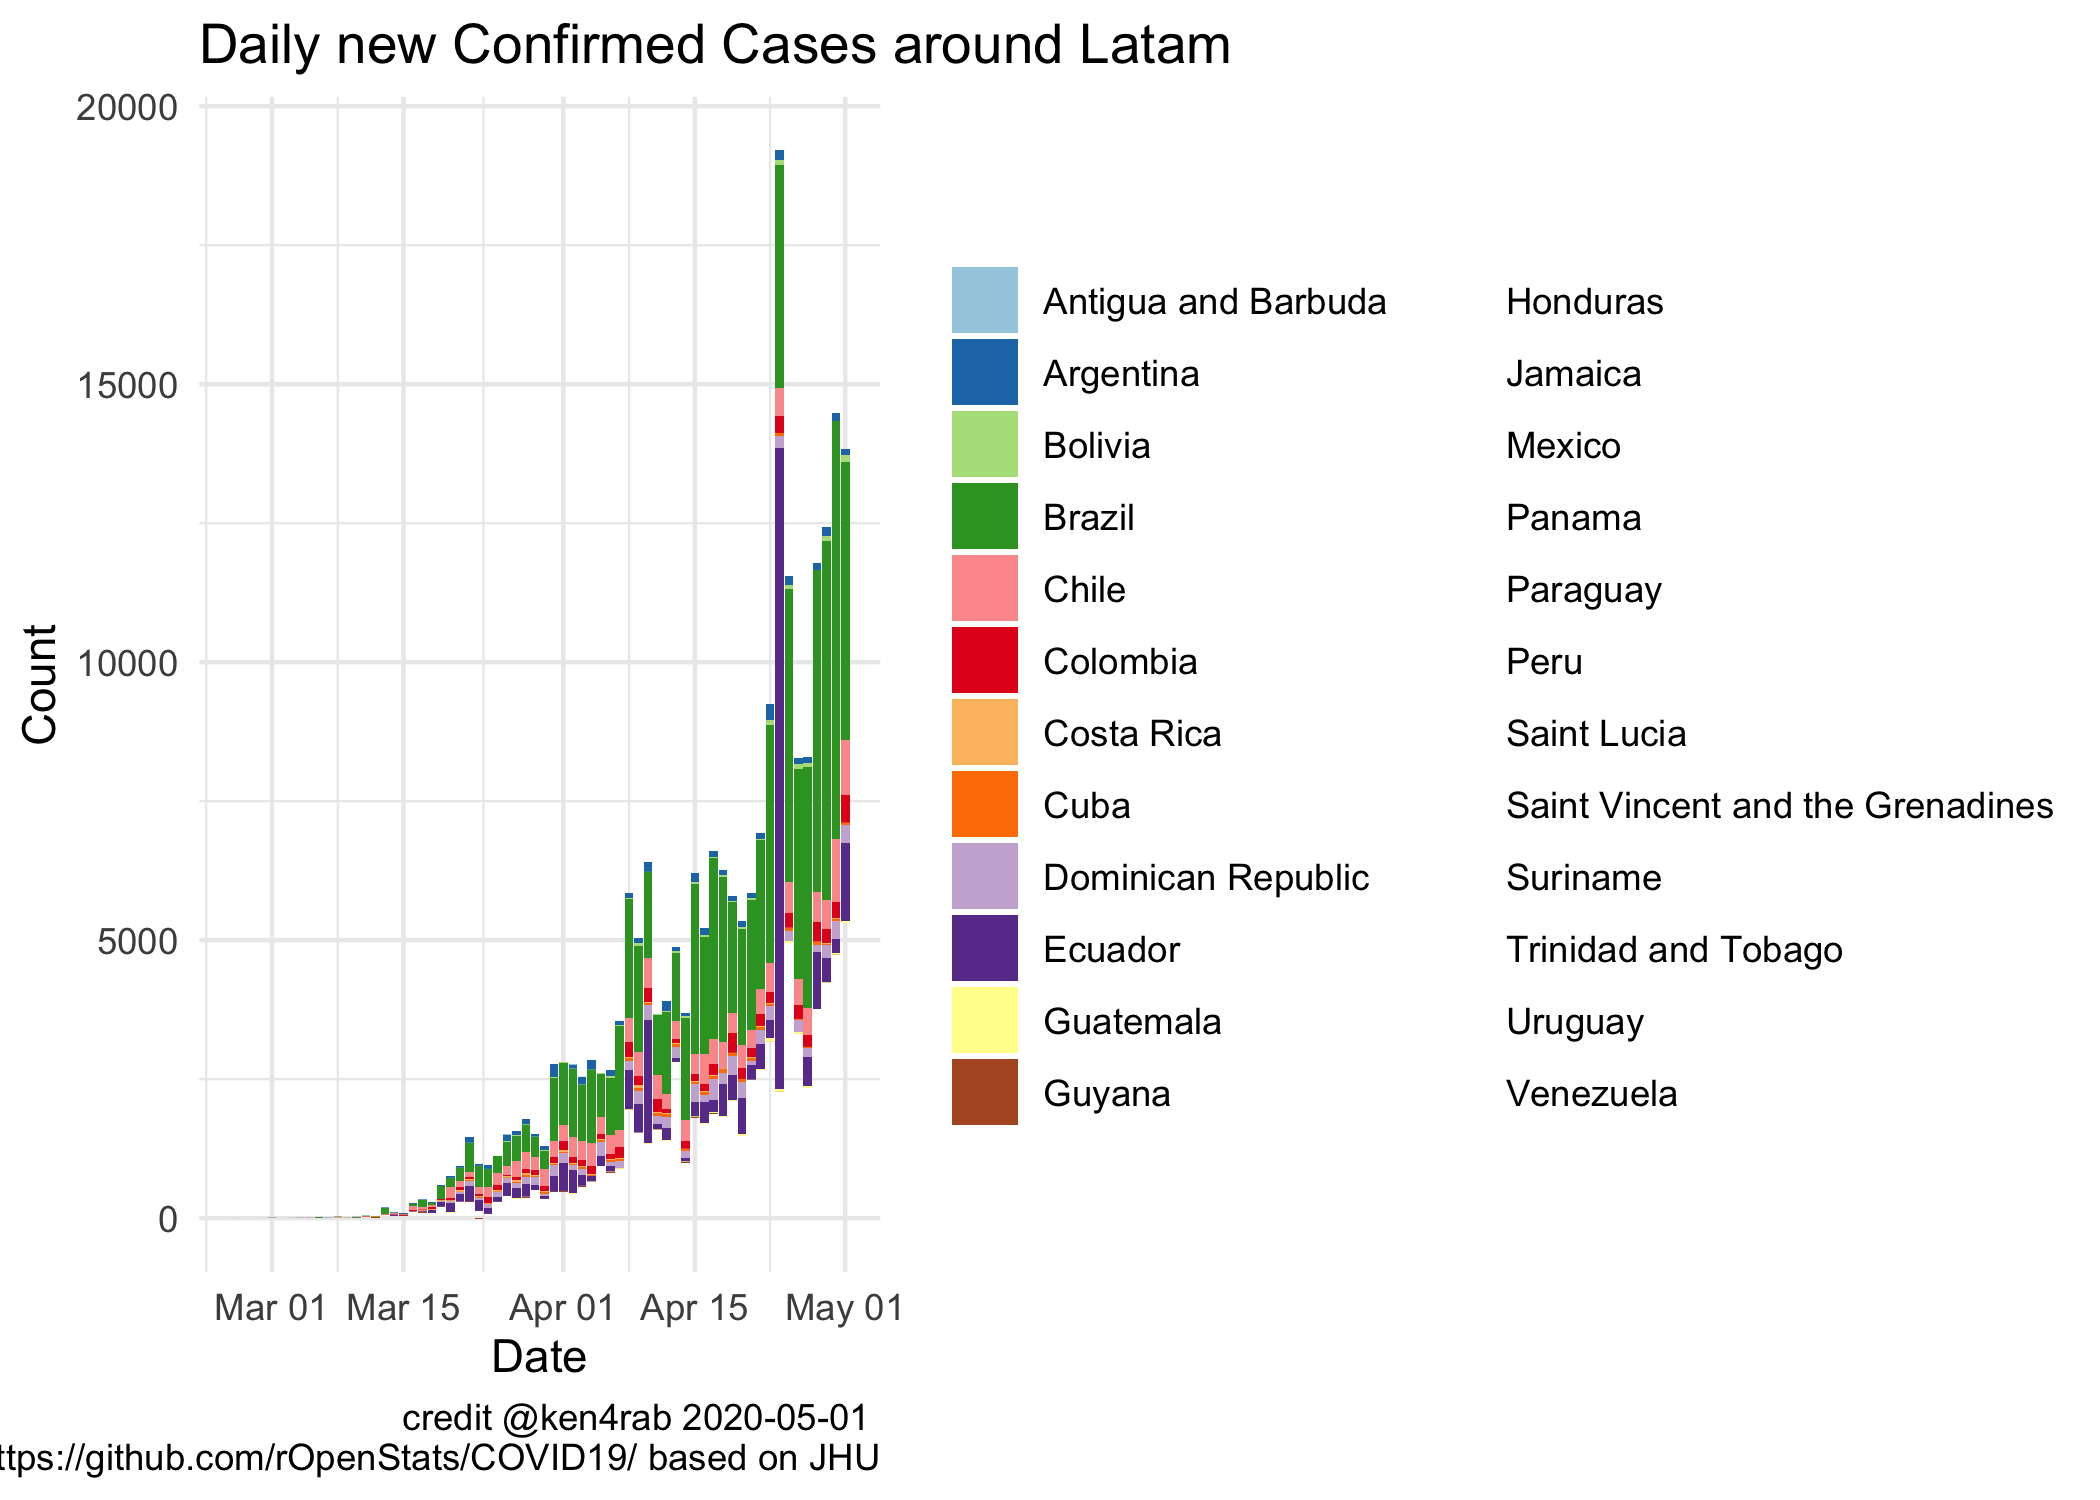 Daily new Confirmed Cases around Latam
Count
20000
15000
10000
5000
0
Mar 01
Mar 15
Apr 01
Apr 15
May 01
Date
Antigua and Barbuda
Argentina
Bolivia
Brazil
Chile
Colombia
Costa Rica
Cuba
Dominican Republic
Ecuador
Guatemala
Guyana
Honduras
Jamaica
Mexico
Panama
Paraguay
Peru
Saint Lucia
Saint Vincent and the Grenadines
Suriname
Trinidad and Tobago
Uruguay
Venezuela
credit @ken4rab 2020-05-01
ttps://github.com/rOpenStats/COVID19/ based on JHU